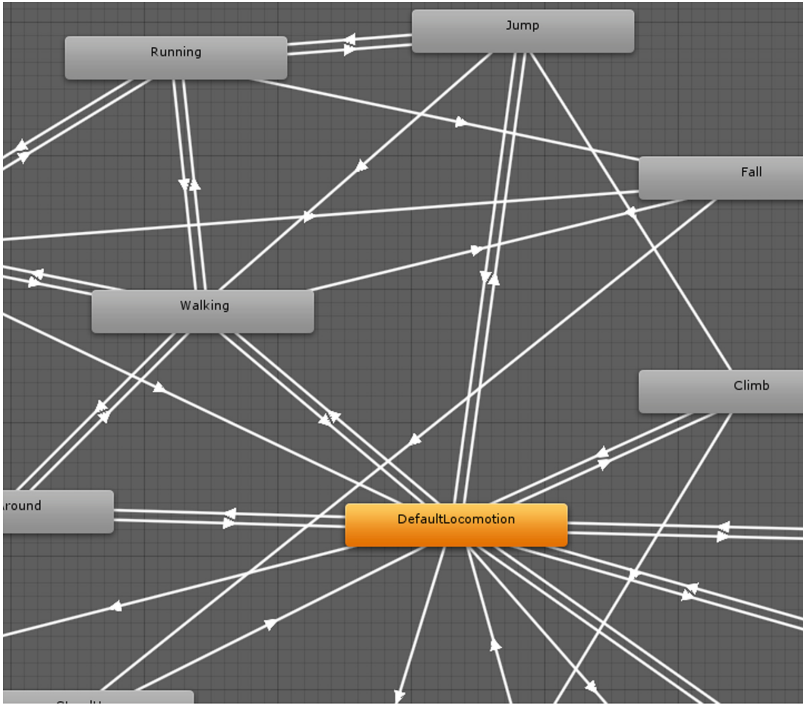 Jump
Running
Fall
Walking
Climb
Around
DefaultLocomotion